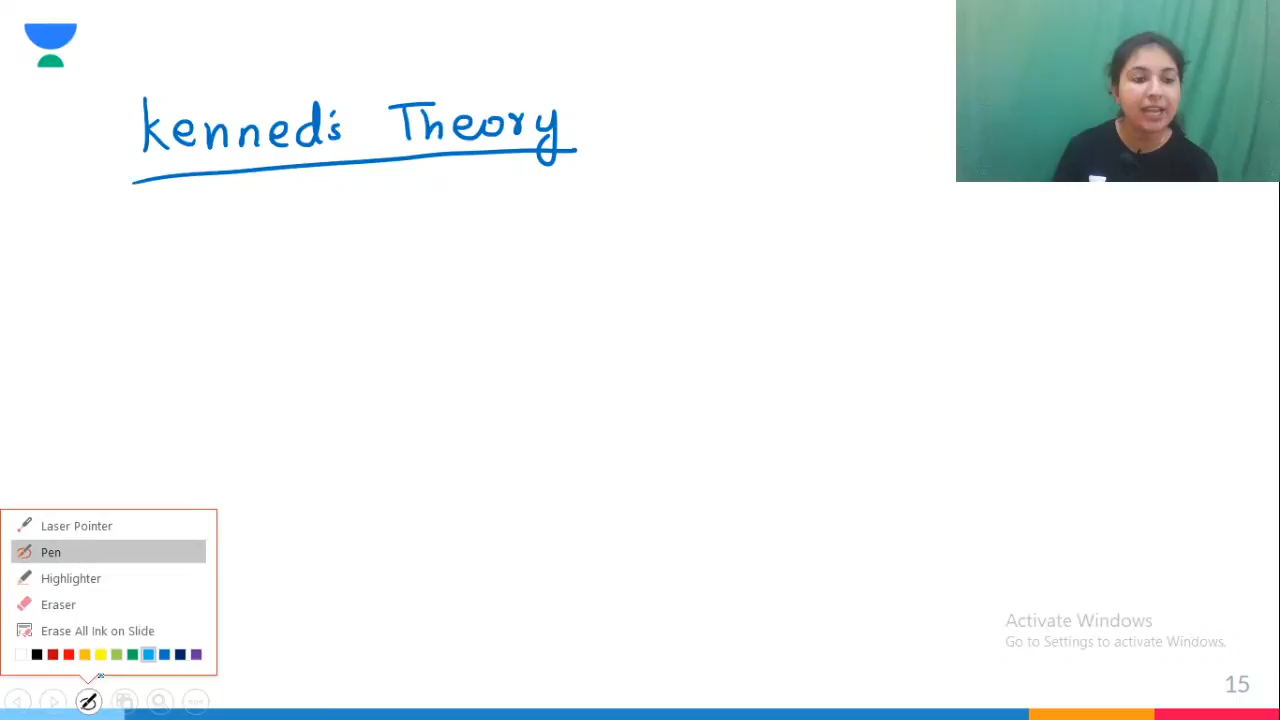 kenned's Theory
Laser Pointer
Pen
Highlighter
Eraser
Erase All Ink on Slide
Activate Windows
Go to Settings to activate Windows.
15